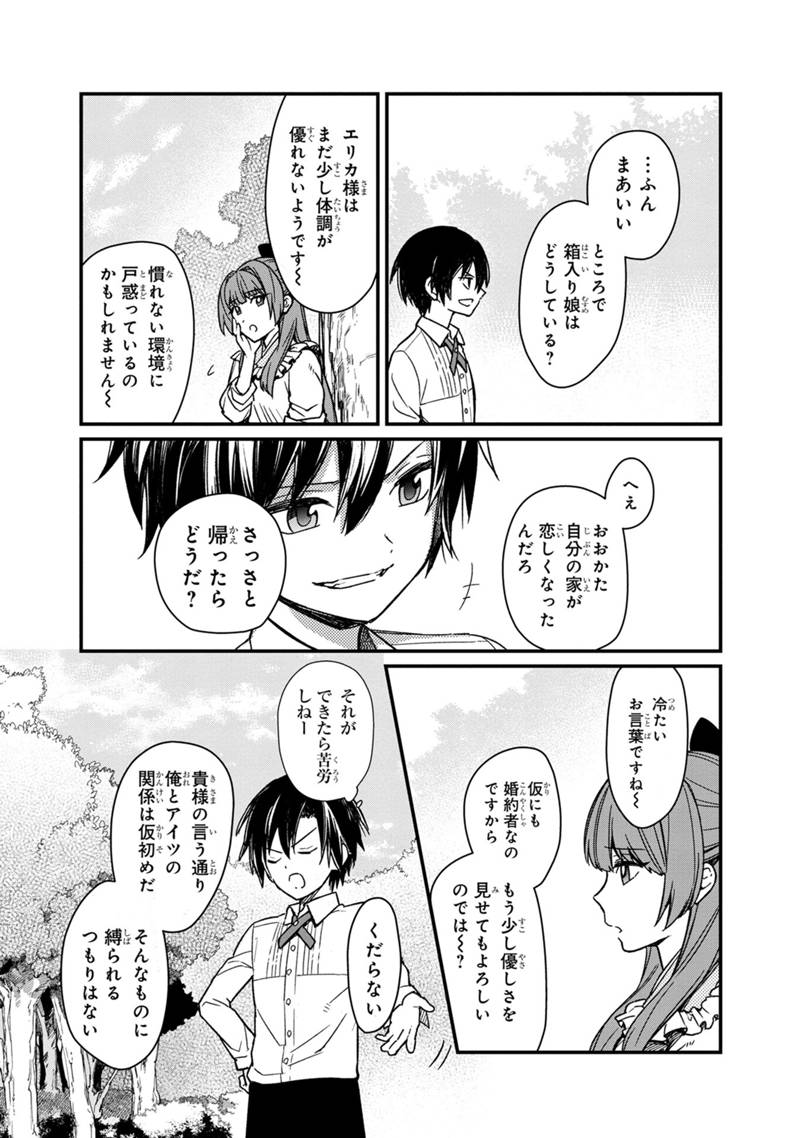 …ふん
まあいい
ところで
箱入り娘は
どうしている?
エリカ様は
まだ少し体調が
優れないようです〜
慣れない環境に
戸惑っているの
かもしれません〜
へえ
おおかた
自分の家が
恋しくなった
んだろ
さっさと
帰ったら
どうだ?
冷たい
お言葉ですね〜
仮にも
婚約者なの
ですから
もう少し優しさを
見せてもよろしい
のでは〜?
それが
できたら苦労
しねー
くだらない
貴様の言う通り
俺とアイツの
関係は仮初めだ
そんなものに
縛られる
つもりはない